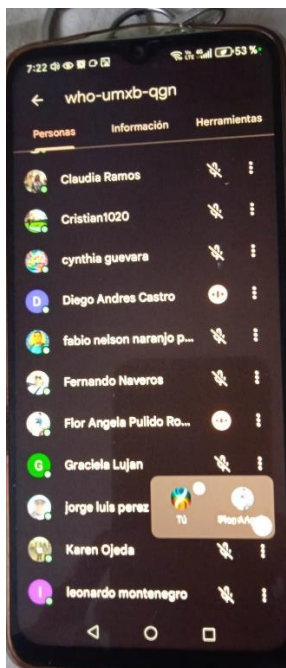 7:22 53 %
who-umxb-qgn
Personas Información Herramientas
Claudia Ramos
Cristian1020
cynthia guevara
D Diego Andres Castro
fabio nelson naranjo p...
Fernando Naveros
Flor Angela Pulido Ro...
G Graciela Lujan
jorge luis perez
Tú
Karen Ojeda
leonardo montenegro